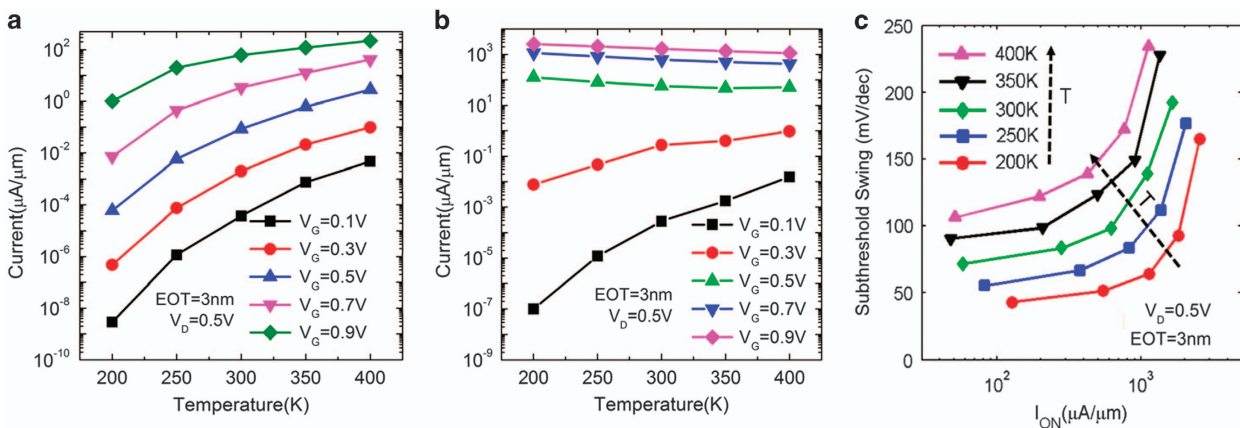 a
10^2
10^0
10^-2
10^-4
10^-6
10^-8
10^-10
Current(μA/μm)
V_G=0.1V
V_G=0.3V
V_G=0.5V
V_G=0.7V
V_G=0.9V
EOT=3nm
V_D=0.5V
200 250 300 350 400
Temperature(K)
b
10^3
10^1
10^-1
10^-3
10^-5
10^-7
10^-9
Current(μA/μm)
V_G=0.1V
V_G=0.3V
V_G=0.5V
V_G=0.7V
V_G=0.9V
EOT=3nm
V_D=0.5V
200 250 300 350 400
Temperature(K)
c
250
200
150
100
50
0
Subthreshold Swing (mV/dec)
400K
350K
300K
250K
200K
T
T
V_D=0.5V
EOT=3nm
10^2 10^3
I_ON(μA/μm)